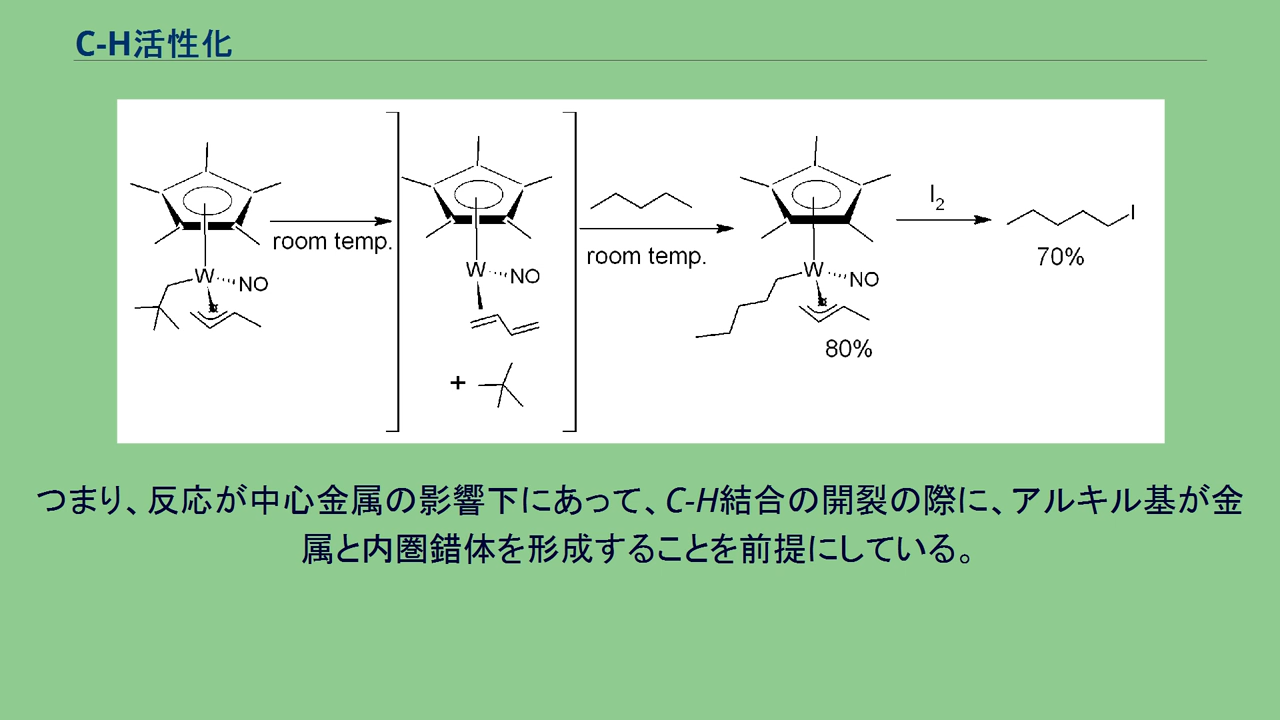 C-H活性化
room temp.
W
NO
W
NO
+
room temp.
W
NO
80%
I2
I
70%
つまり、反応が中心金属の影響下にあって、C-H結合の開裂の際に、アルキル基が金
属と内圏錯体を形成することを前提にしている。